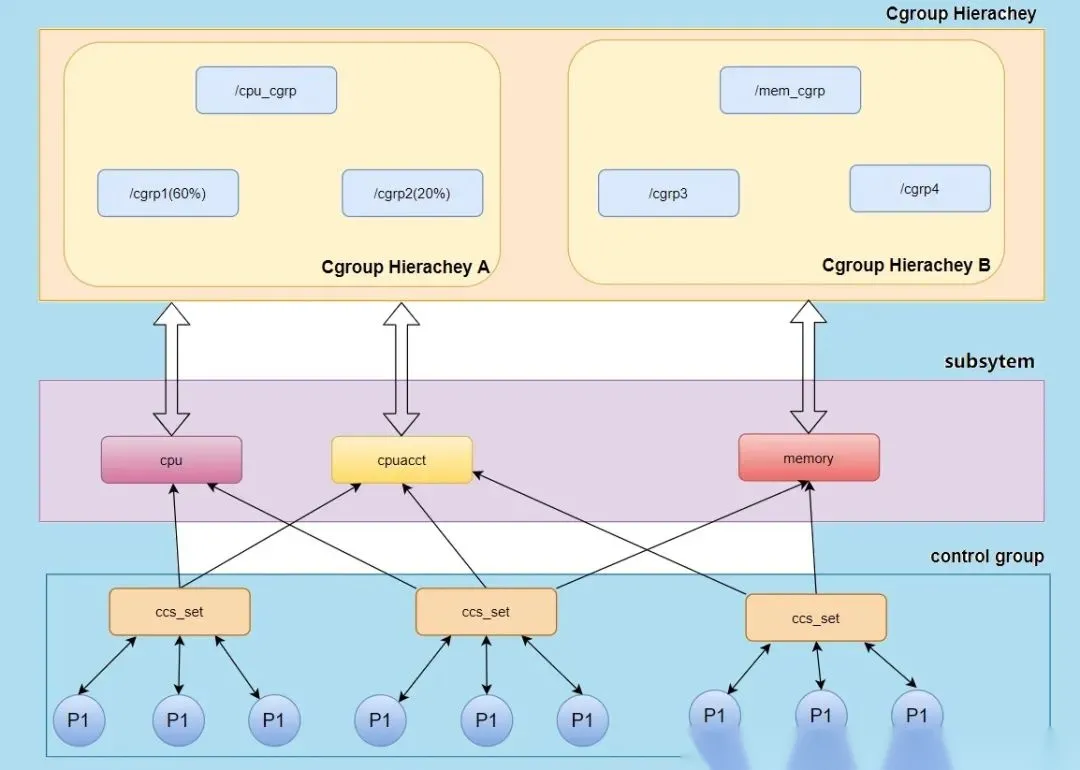 Cgroup Hierachey
/cpu_cgrp
/mem_cgrp
/cgrp1(60%)
/cgrp2(20%)
/cgrp3
/cgrp4
Cgroup Hierachey A
Cgroup Hierachey B
subsytem
cpu
cpuacct
memory
control group
ccs_set
ccs_set
ccs_set
P1
P1
P1
P1
P1
P1
P1
P1
P1